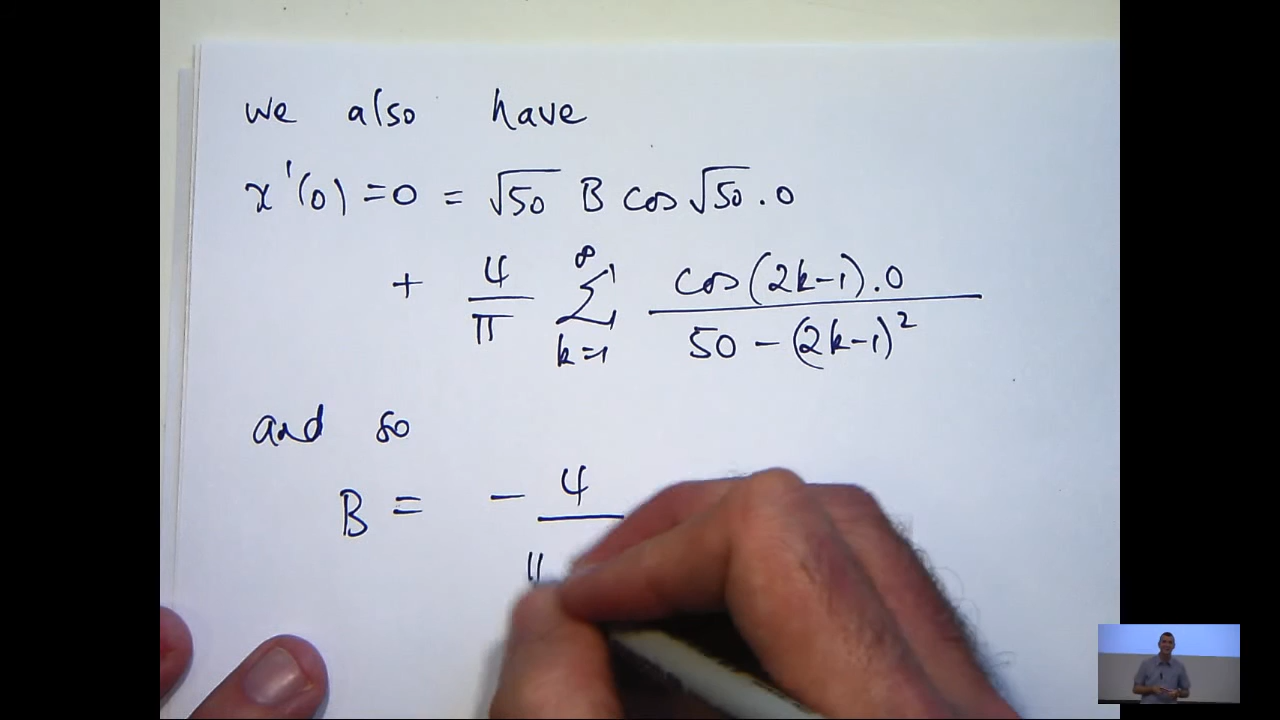 we also have
x'(0) = 0 = √50 B cos √50 . 0
+ 4/π ∑_{k=1}^{∞} cos(2k-1).0 / 50 - (2k-1)²
and so
B = - 4 / π